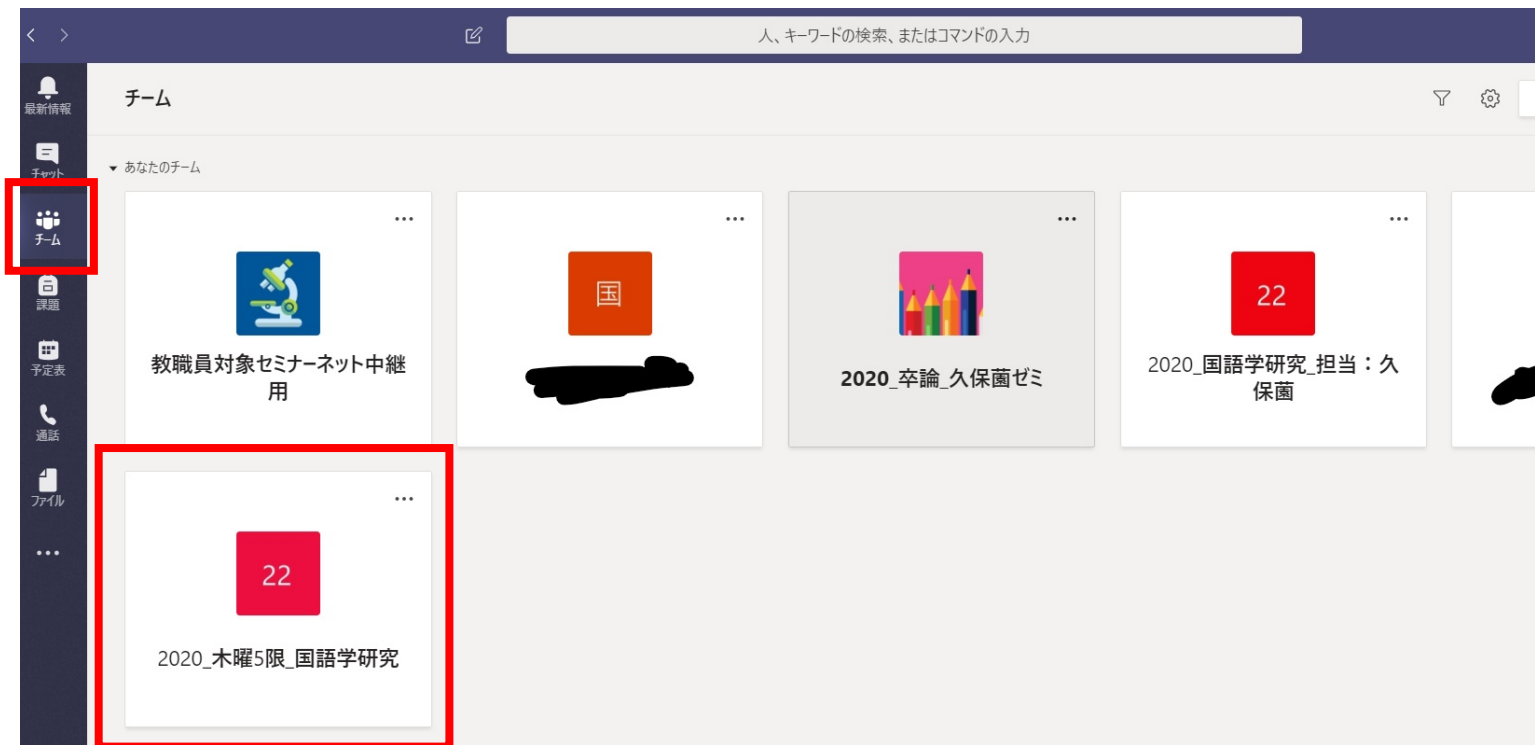 人、キーワードの検索、またはコマンドの入力
最新情報
チャット
チーム
課題
予定表
通話
ファイル
チーム
あなたのチーム
教職員対象セミナーネット中継
用
国
2020_卒論_久保薗ゼミ
22
2020_国語学研究_担当：久
保薗
22
2020_木曜5限_国語学研究